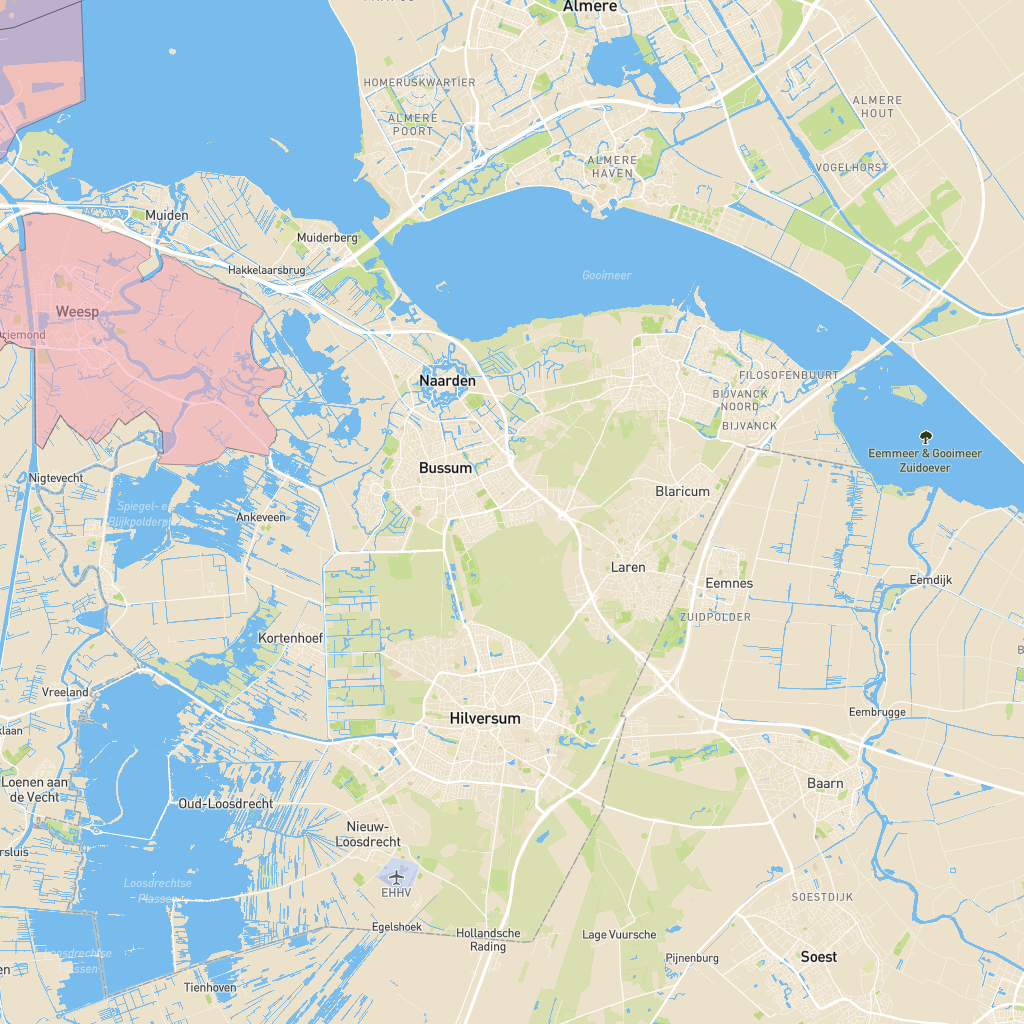 Almere
HOMERUSKWARTIER
ALMERE
POORT
ALMERE
HOUT
ALMERE
HAVEN
VOGELHORST
Muiden
Muiderberg
Hakkelaarsbrug
Gooimeer
Weesp
Naarden
FILOSOFENBUURT
BIJVANCK
NOORD
BIJVANCK
Eemmeer & Gooimeer
Zuidoever
Bussum
Nigtevecht
Blaricum
Spiegel- e
Blijkpolderp
Ankeveen
Laren
Eemnes
Eemdijk
ZUIDPOLDER
Kortenhoef
B
Vreeland
Hilversum
Eembrugge
laan
Loenen aan
de Vecht
Baarn
Oud-Loosdrecht
Nieuw-
Loosdrecht
rsluis
Loosdrechtse
Plassen
EHHV
SOESTDIJK
Egelshoek
Hollandsche
Rading
Lage Vuursche
Loosdrechtse
Plassen
Pijnenburg
Soest
en
Tienhoven